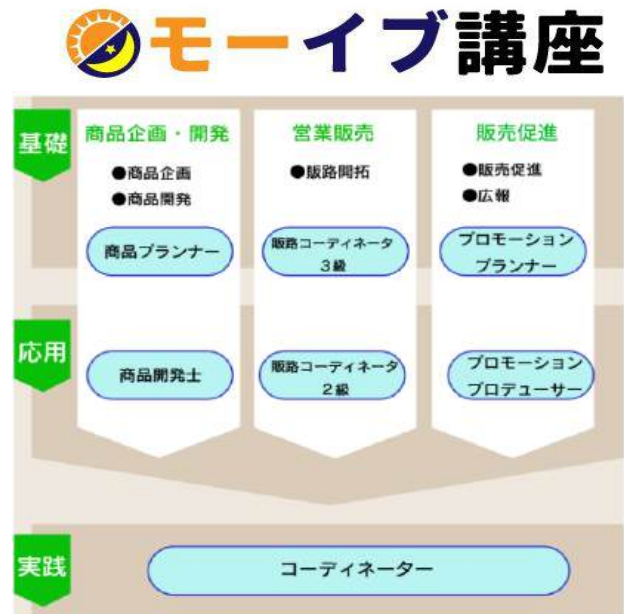 モーイブ講座
基礎
商品企画・開発
●商品企画
●商品開発
商品プランナー
営業販売
●販路開拓
販路コーディネータ
3級
販売促進
●販売促進
●広報
プロモーション
プランナー
応用
商品開発士
販路コーディネータ
2級
プロモーション
プロデューサー
実践
コーディネーター